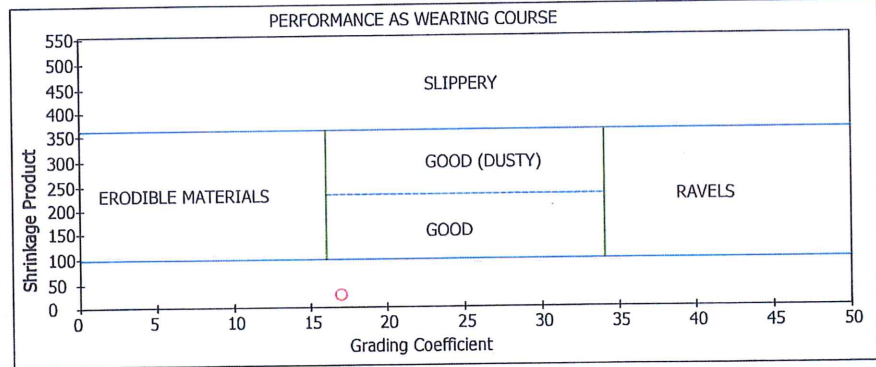 PERFORMANCE AS WEARING COURSE
550
500
450
400
350
300
250
200
150
100
50
0
Shrinkage Product
SLIPPERY
GOOD (DUSTY)
ERODIBLE MATERIALS
RAVELS
GOOD
0 5 10 15 20 25 30 35 40 45 50
Grading Coefficient